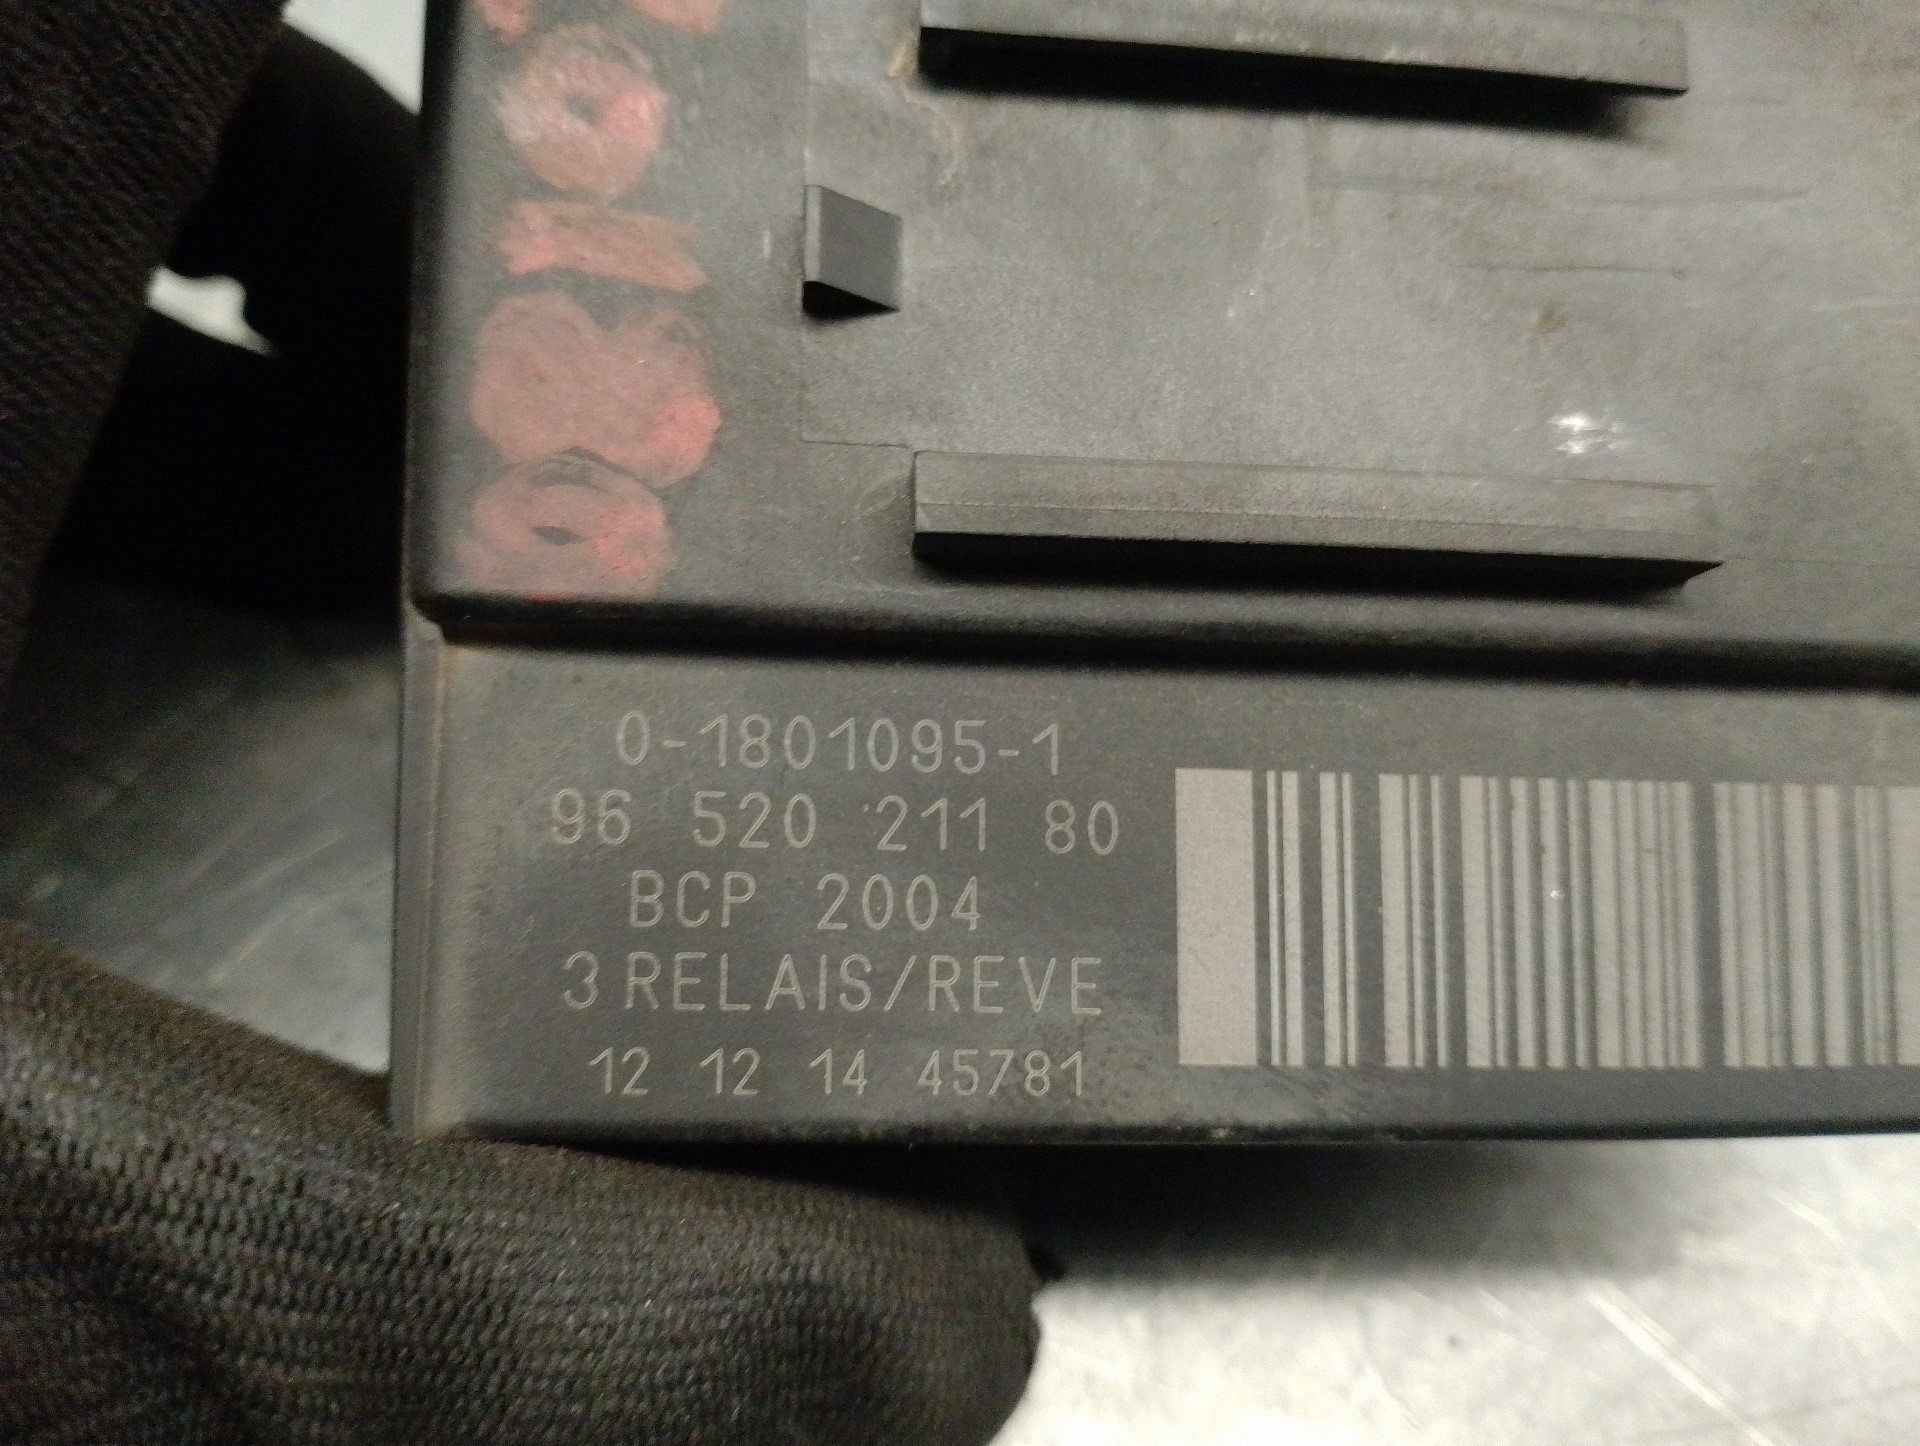 0-1801095-1
96 520 211 80
BCP 2004
3 RELAIS/REVE
12 12 14 45781